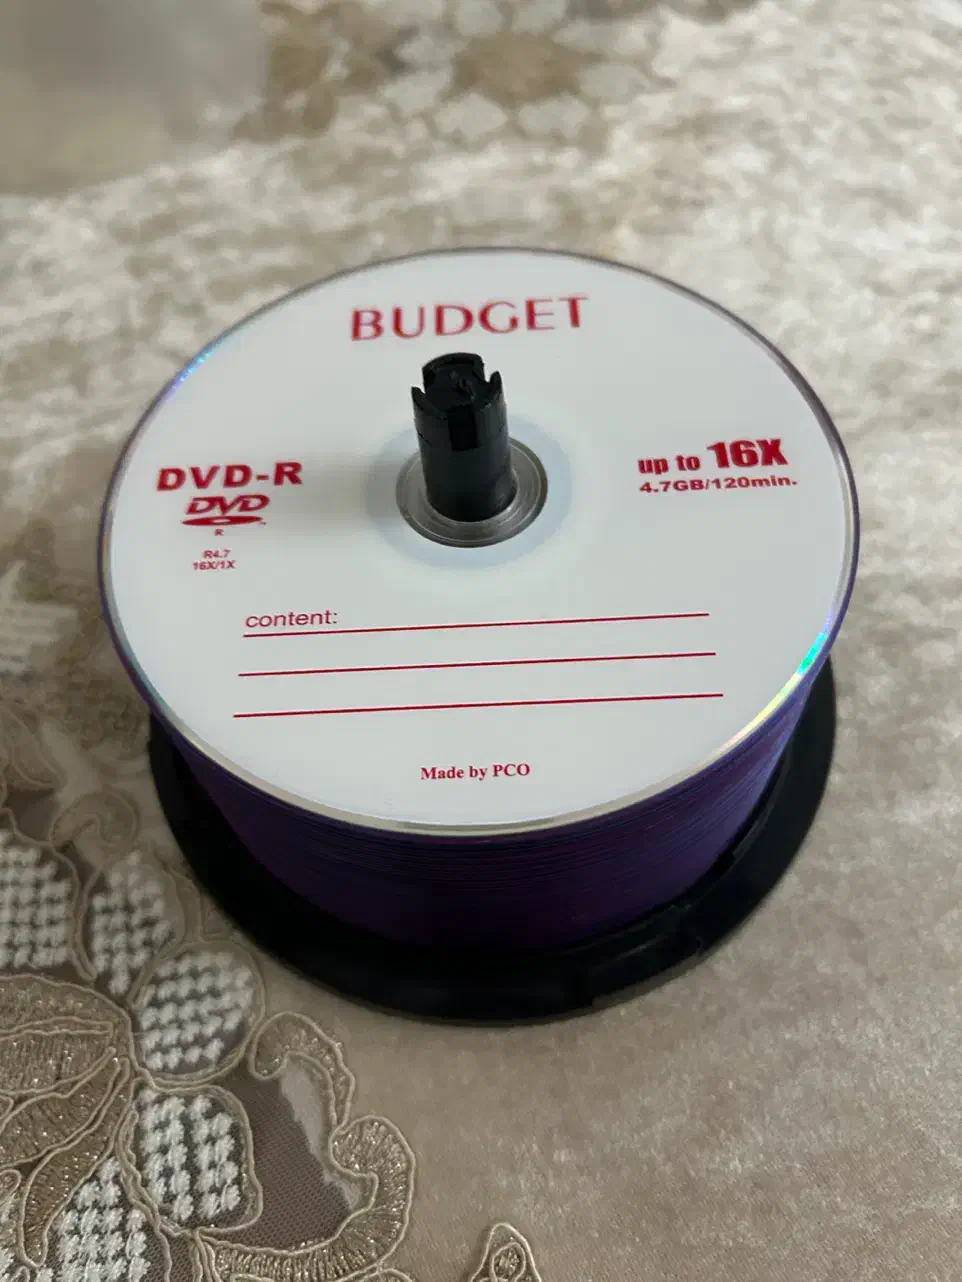 BUDGET
DVD-R
DVD
R
R4.7
16X/1X
up to 16X
4.7GB/120min.
content:
Made by PCO